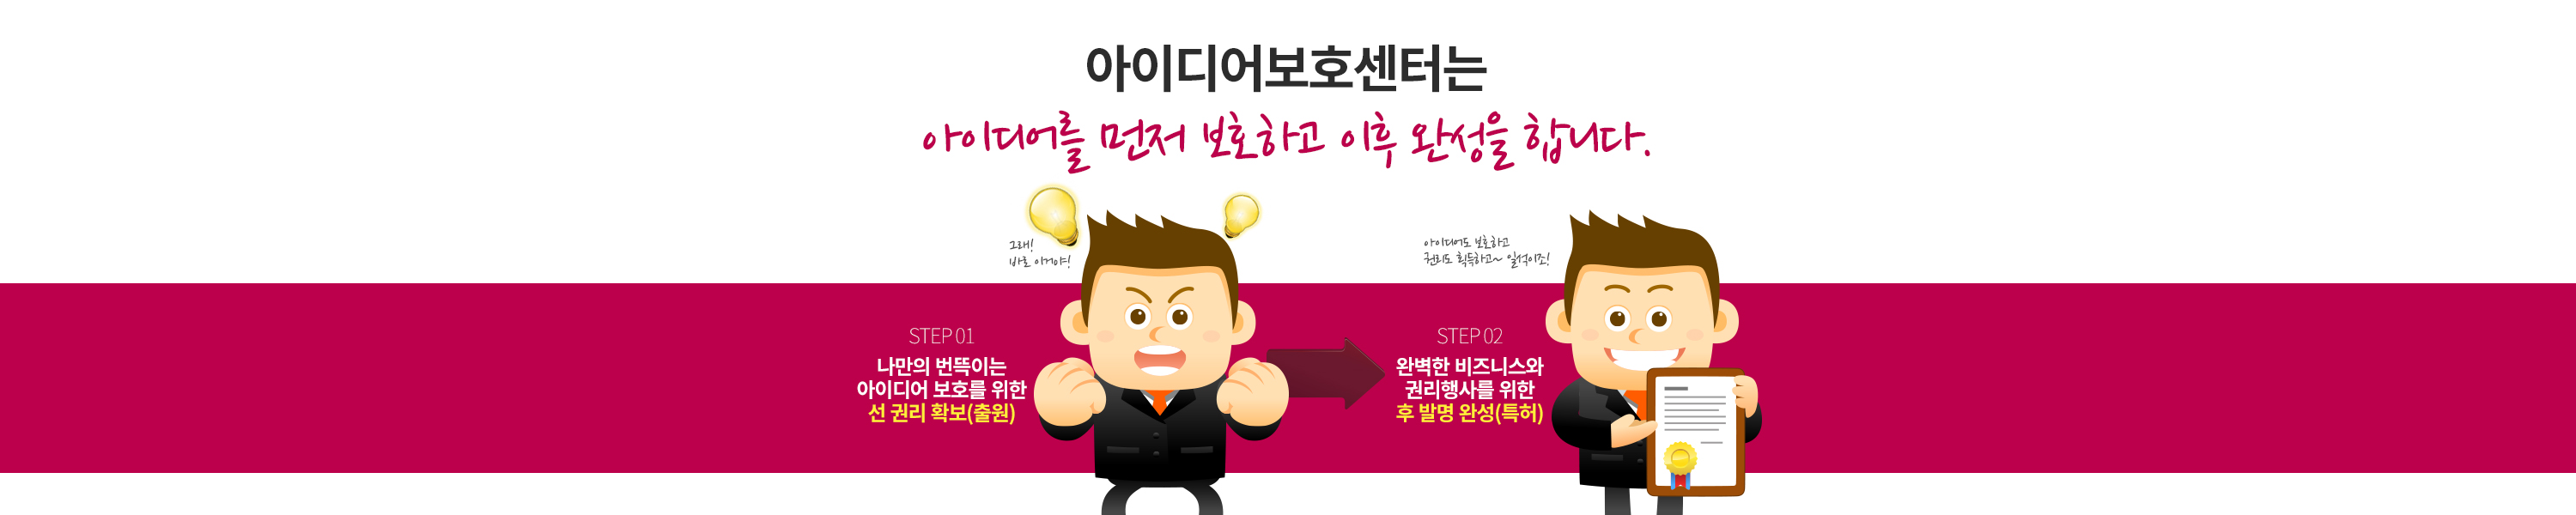 아이디어보호센터는
아이디어를 먼저 보호하고 이후 완성을 합니다.
그래!
바로 이거야!
아이디어도 보호하고
권리도 획득하고~ 일석이조!
STEP 01
나만의 번뜩이는
아이디어 보호를 위한
선 권리 확보(출원)
STEP 02
완벽한 비즈니스와
권리행사를 위한
후 발명 완성(특허)